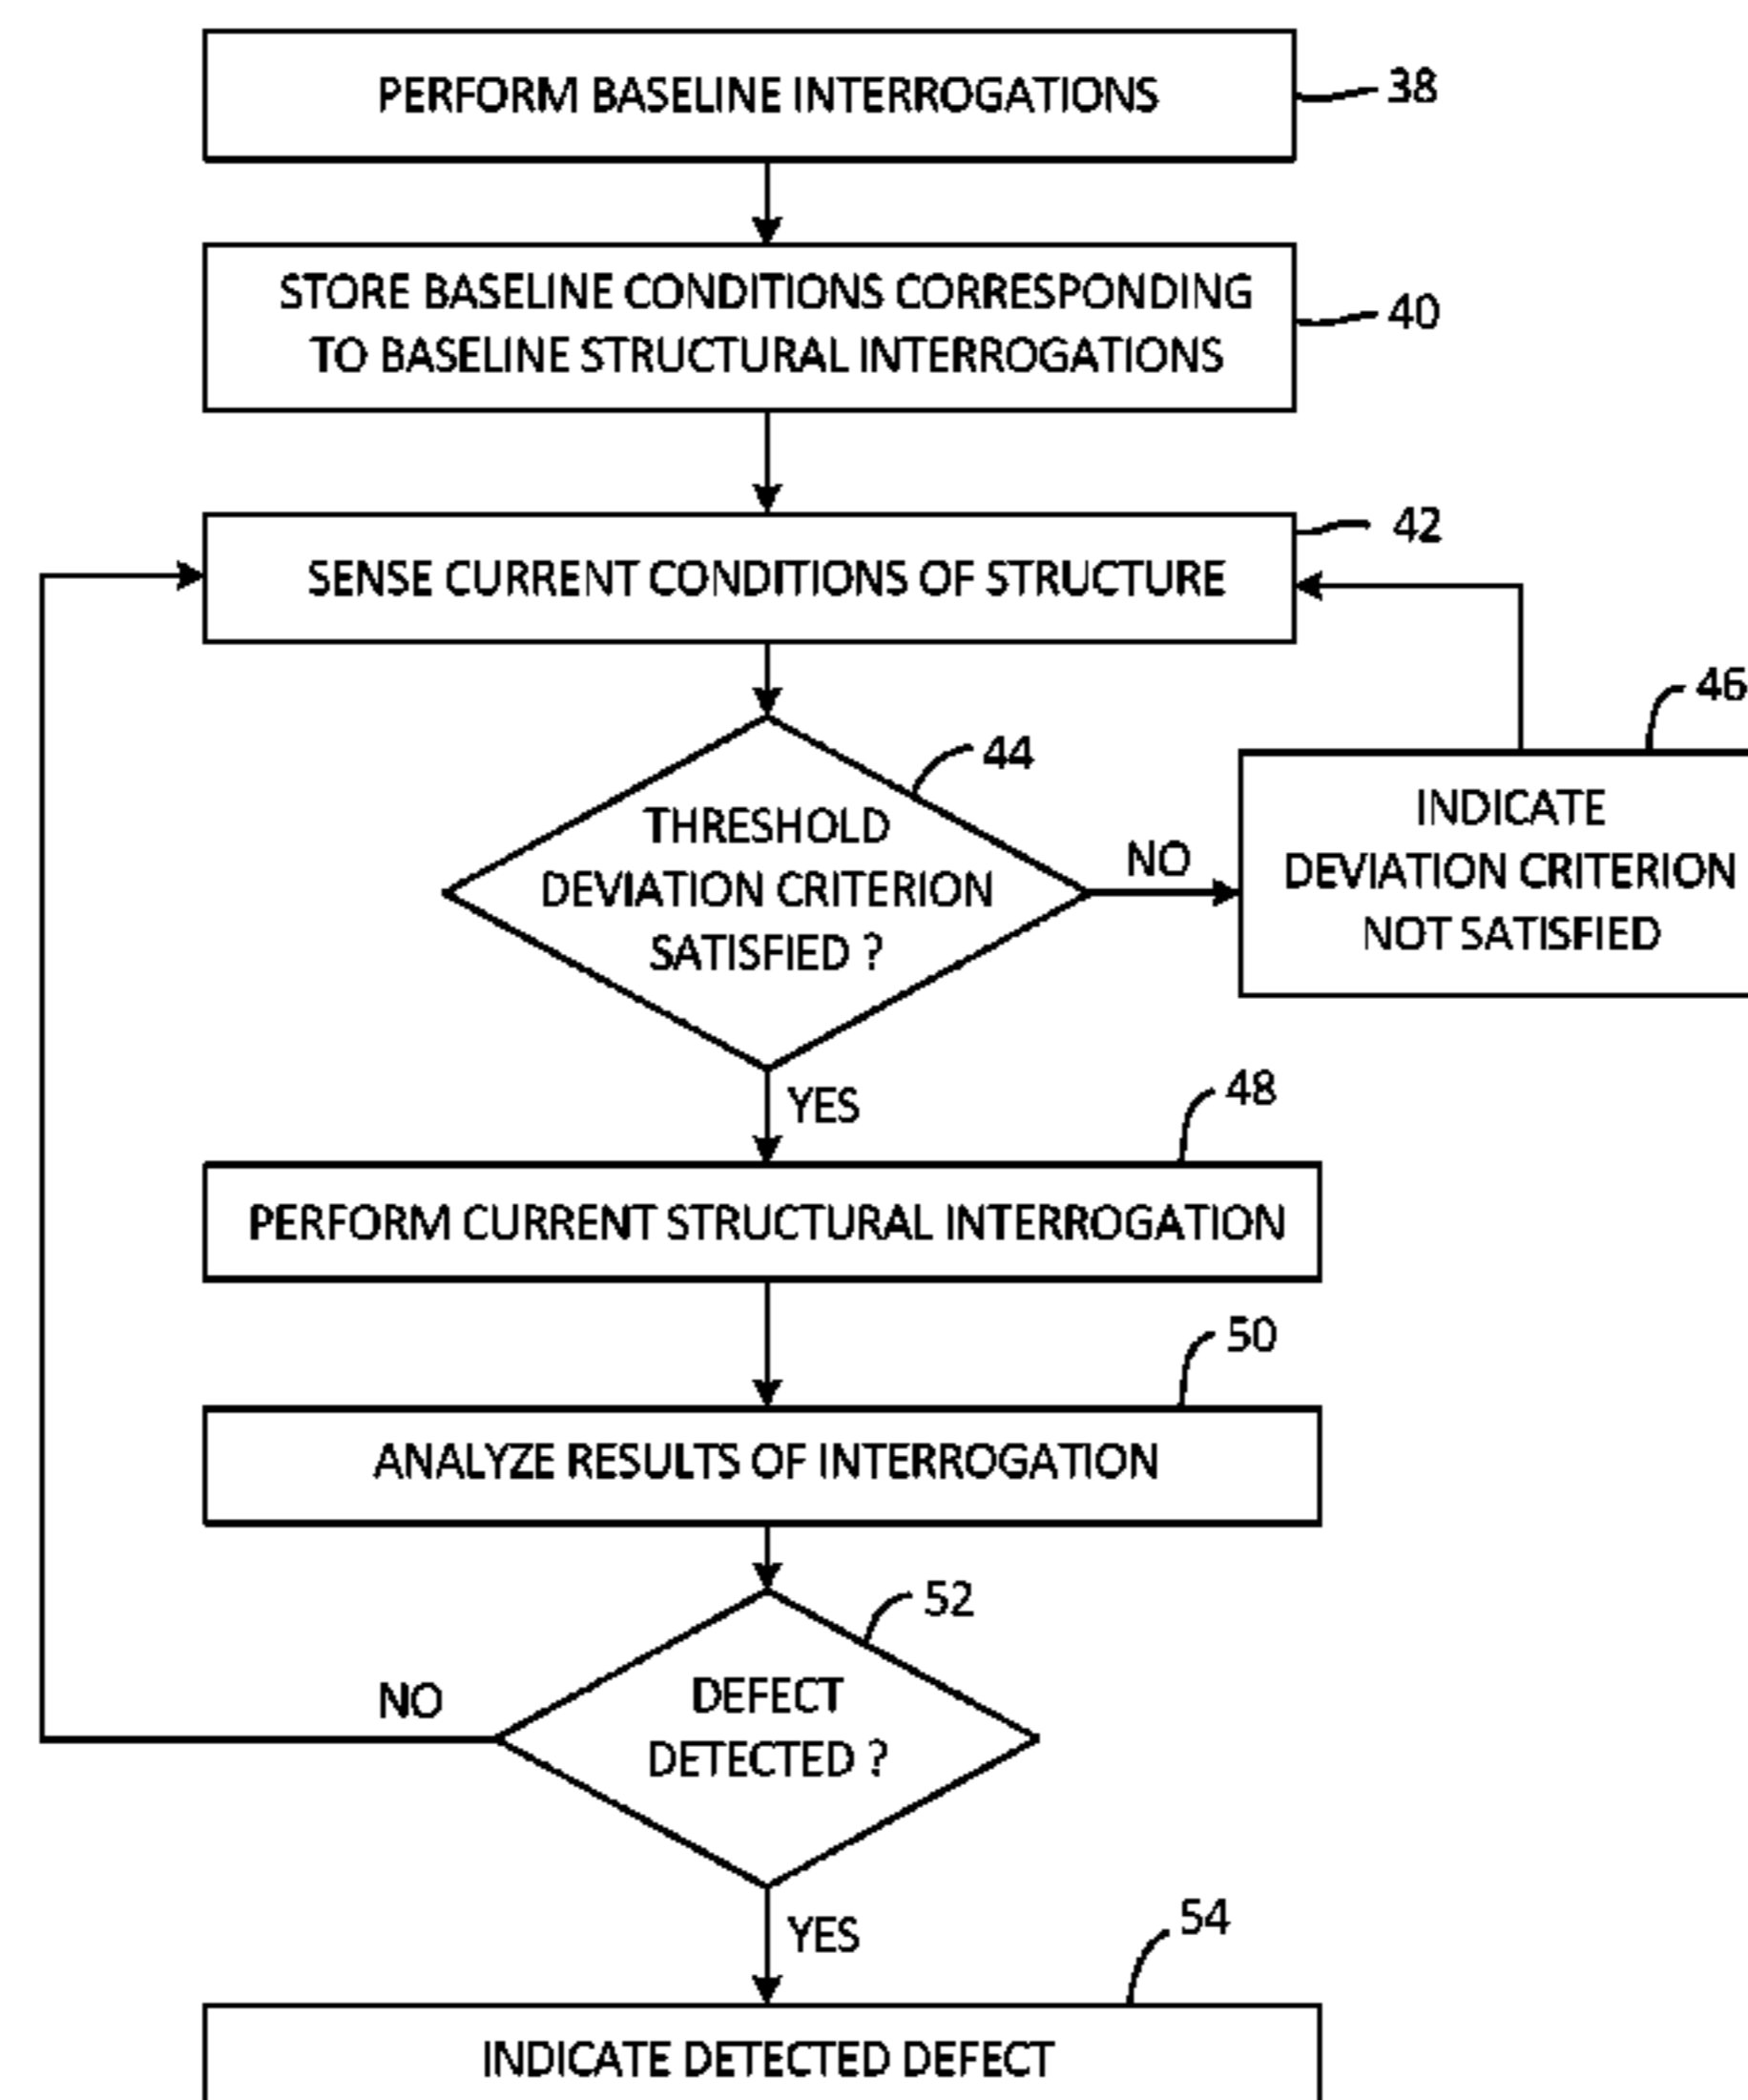 PERFORM BASELINE INTERROGATIONS
38
STORE BASELINE CONDITIONS CORRESPONDING
TO BASELINE STRUCTURAL INTERROGATIONS
40
SENSE CURRENT CONDITIONS OF STRUCTURE
42
THRESHOLD
DEVIATION CRITERION
SATISFIED ?
44
NO
INDICATE
DEVIATION CRITERION
NOT SATISFIED
46
YES
PERFORM CURRENT STRUCTURAL INTERROGATION
48
ANALYZE RESULTS OF INTERROGATION
50
DEFECT
DETECTED ?
52
NO
YES
INDICATE DETECTED DEFECT
54